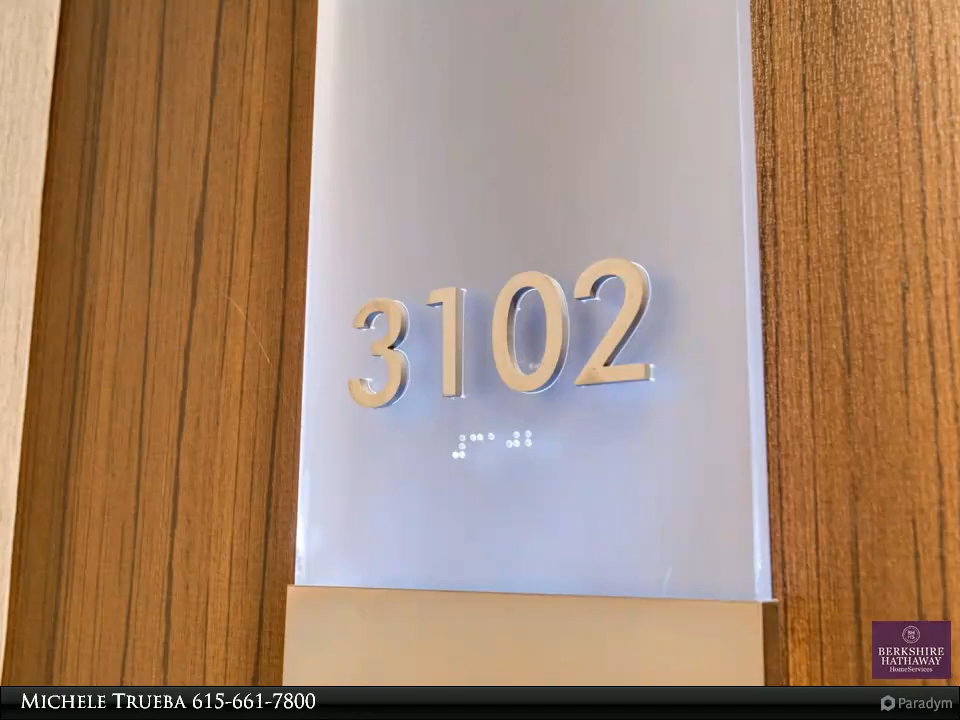 3102
BERKSHIRE
HATHAWAY
HomeServices
MICHELE TRUEBA 615-661-7800
Paradym